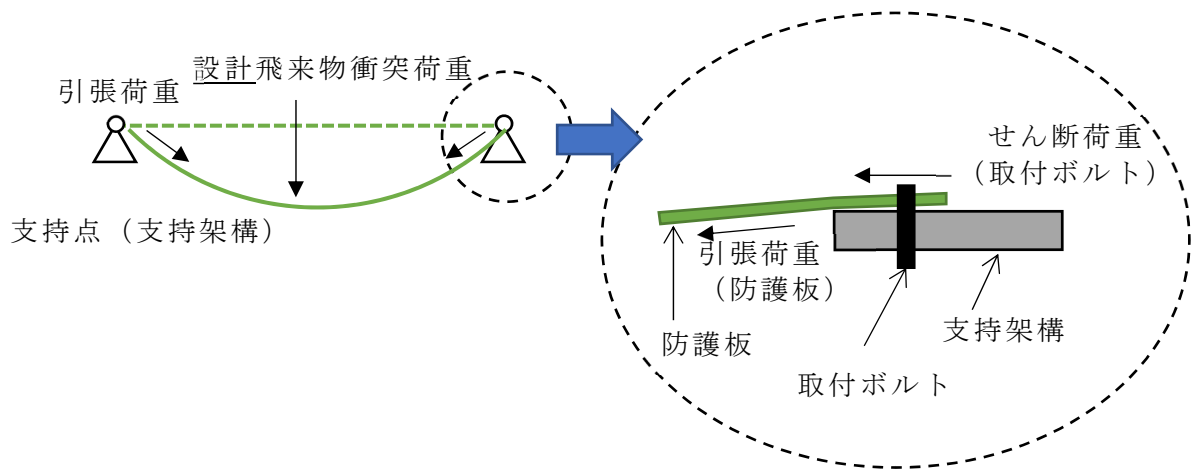 設計飛来物衝突荷重
引張荷重
支持点（支持架構）
せん断荷重
（取付ボルト）
引張荷重
（防護板）
防護板
支持架構
取付ボルト